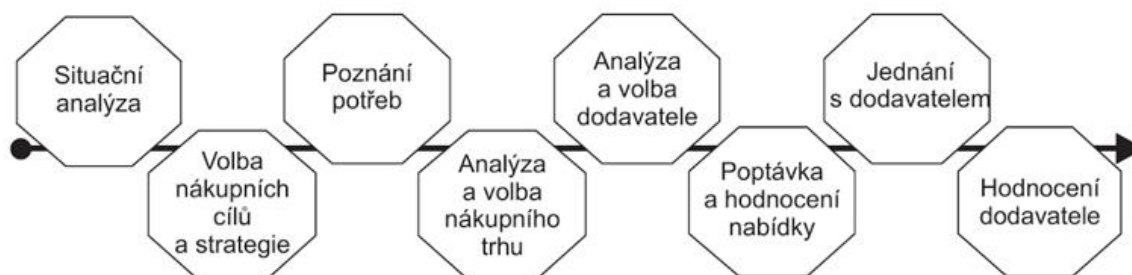 Situační
analýza
Volba
nákupních
cílů
a strategie
Poznání
potřeb
Analýza
a volba
nákupního
trhu
Analýza
a volba
dodavatele
Poptávka
a hodnocení
nabídky
Jednání
s dodavatelem
Hodnocení
dodavatele